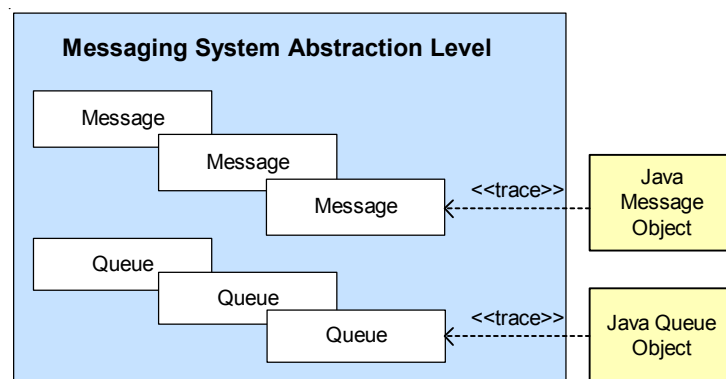 Messaging System Abstraction Level
Message
Message
Message
<<trace>>
Java
Message
Object
Queue
Queue
Queue
<<trace>>
Java Queue
Object